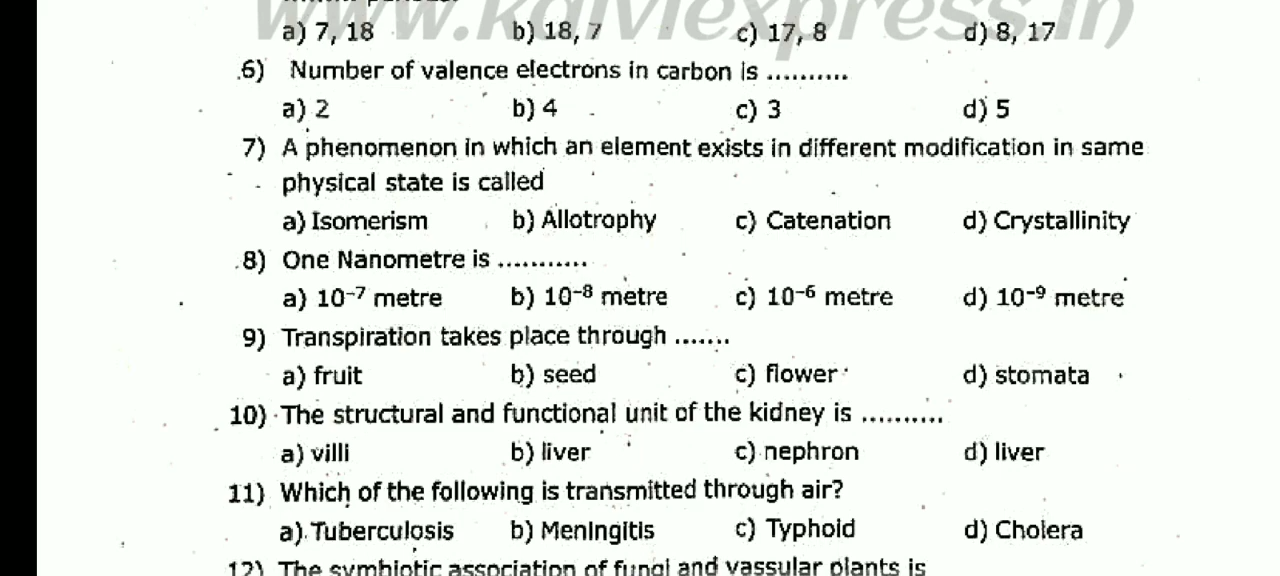 www.kalviexpress.in
a) 7, 18 b) 18, 7 c) 17, 8 d) 8, 17
6) Number of valence electrons in carbon is ..........
a) 2 b) 4 c) 3 d) 5
7) A phenomenon in which an element exists in different modification in same
physical state is called
a) Isomerism b) Allotrophy c) Catenation d) Crystallinity
8) One Nanometre is ...........
a) 10⁻⁷ metre b) 10⁻⁸ metre c) 10⁻⁶ metre d) 10⁻⁹ metre
9) Transpiration takes place through .......
a) fruit b) seed c) flower d) stomata
10) The structural and functional unit of the kidney is ..........
a) villi b) liver c) nephron d) liver
11) Which of the following is transmitted through air?
a) Tuberculosis b) Meningitis c) Typhoid d) Cholera
12) The symbiotic association of fungi and vassular plants is